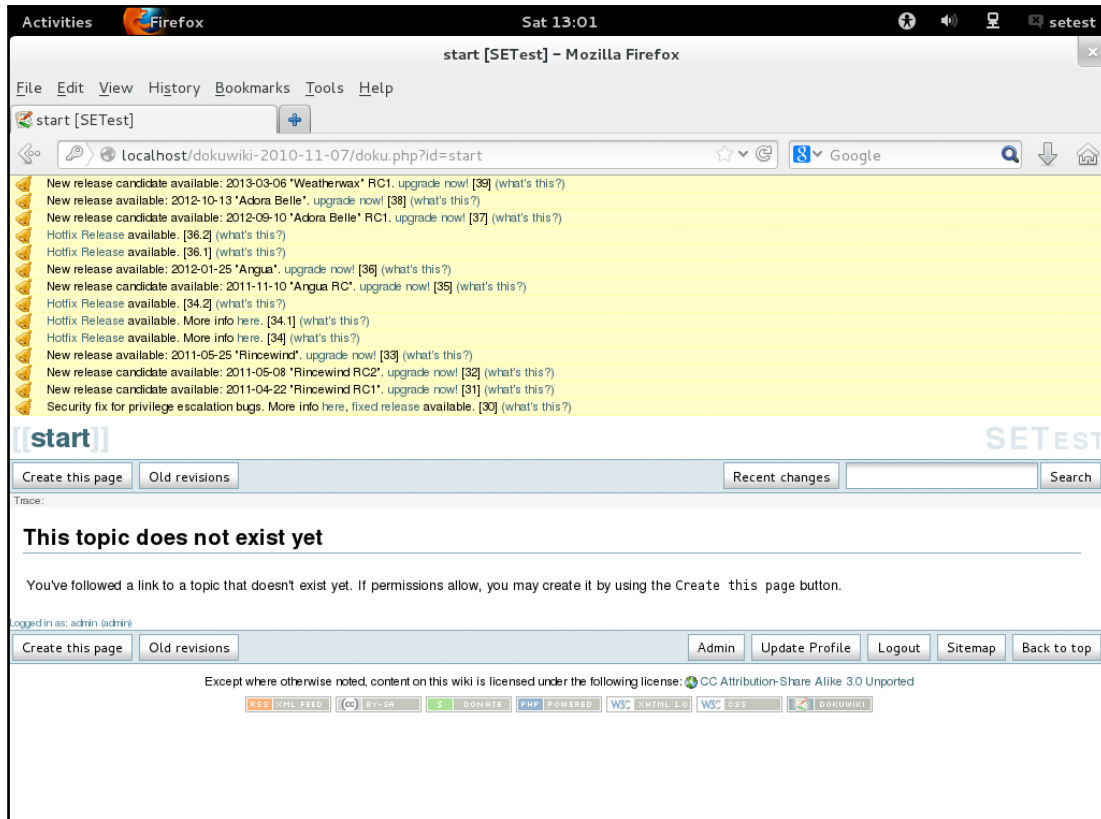 Activities Firefox Sat 13:01 setest
start [SETest] – Mozilla Firefox
File Edit View History Bookmarks Tools Help
start [SETest]
localhost/dokuwiki-2010-11-07/doku.php?id=start Google
New release candidate available: 2013-03-06 "Weatherwax" RC1. upgrade now! [39] (what's this?)
New release available: 2012-10-13 "Adora Belle". upgrade now! [38] (what's this?)
New release candidate available: 2012-09-10 "Adora Belle" RC1. upgrade now! [37] (what's this?)
Hotfix Release available. [36.2] (what's this?)
Hotfix Release available. [36.1] (what's this?)
New release available: 2012-01-25 "Angua". upgrade now! [36] (what's this?)
New release candidate available: 2011-11-10 "Angua RC". upgrade now! [35] (what's this?)
Hotfix Release available. [34.2] (what's this?)
Hotfix Release available. More info here. [34.1] (what's this?)
Hotfix Release available. More info here. [34] (what's this?)
New release available: 2011-05-25 "Rincewind". upgrade now! [33] (what's this?)
New release candidate available: 2011-05-08 "Rincewind RC2". upgrade now! [32] (what's this?)
New release candidate available: 2011-04-22 "Rincewind RC1". upgrade now! [31] (what's this?)
Security fix for privilege escalation bugs. More info here, fixed release available. [30] (what's this?)
[[start]] SETEST
Create this page Old revisions Recent changes Search
Trace:
This topic does not exist yet
You've followed a link to a topic that doesn't exist yet. If permissions allow, you may create it by using the Create this page button.
Logged in as: admin (admin)
Create this page Old revisions Admin Update Profile Logout Sitemap Back to top
Except where otherwise noted, content on this wiki is licensed under the following license: CC Attribution-Share Alike 3.0 Unported
RSS XML FEED (cc) BY-SA $ DONATE PHP POWERED W3C XHTML 1.0 W3C CSS DOKUWIKI